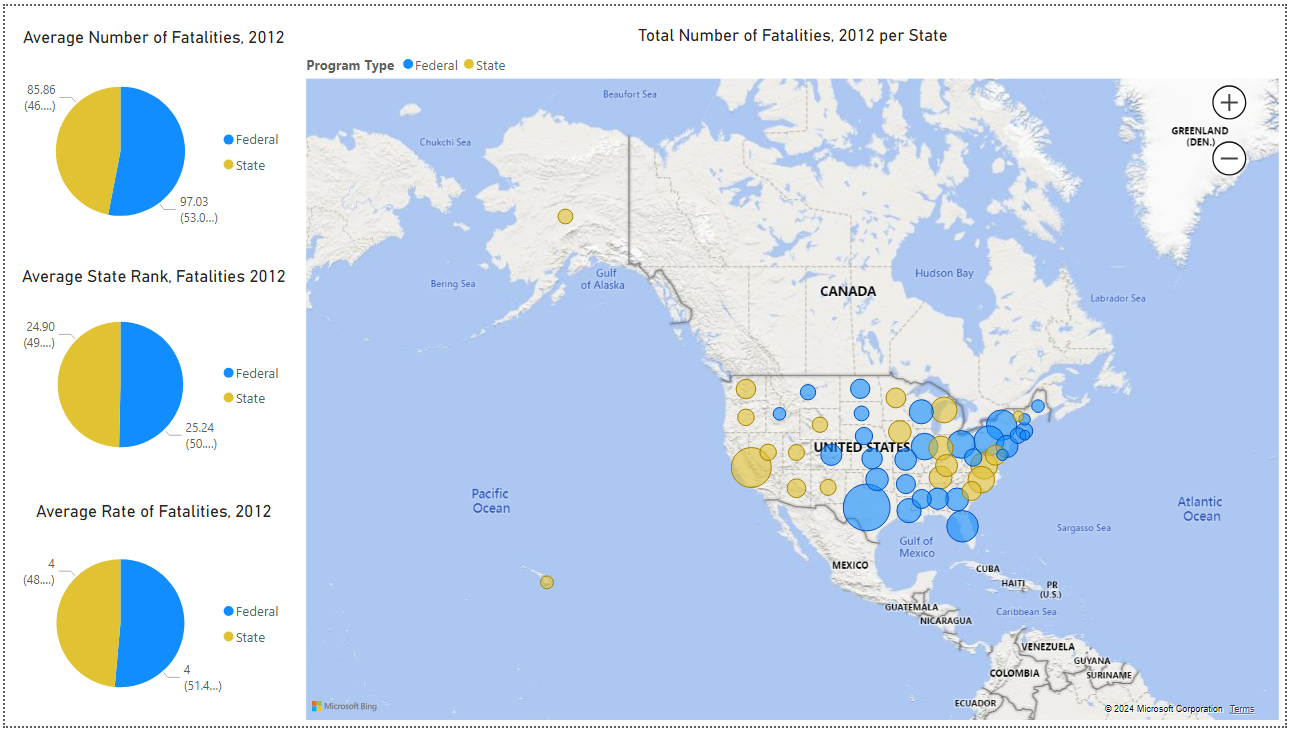 Average Number of Fatalities, 2012
85.86
(46....)
97.03
(53.0...)
Federal
State
Average State Rank, Fatalities 2012
24.90
(49....)
25.24
(50....)
Federal
State
Average Rate of Fatalities, 2012
4
(48....)
4
(51.4...)
Federal
State
Total Number of Fatalities, 2012 per State
Program Type Federal State
Beaufort Sea
Chukchi Sea
GREENLAND
(DEN.)
Bering Sea
Gulf
of Alaska
Hudson Bay
CANADA
Labrador Sea
UNITED STATES
Pacific
Ocean
Atlantic
Ocean
Sargasso Sea
Gulf of
Mexico
MEXICO
CUBA
HAITI
PR
(U.S.)
GUATEMALA
Caribbean Sea
NICARAGUA
VENEZUELA
GUYANA
COLOMBIA
SURINAME
ECUADOR
Microsoft Bing
© 2024 Microsoft Corporation Terms